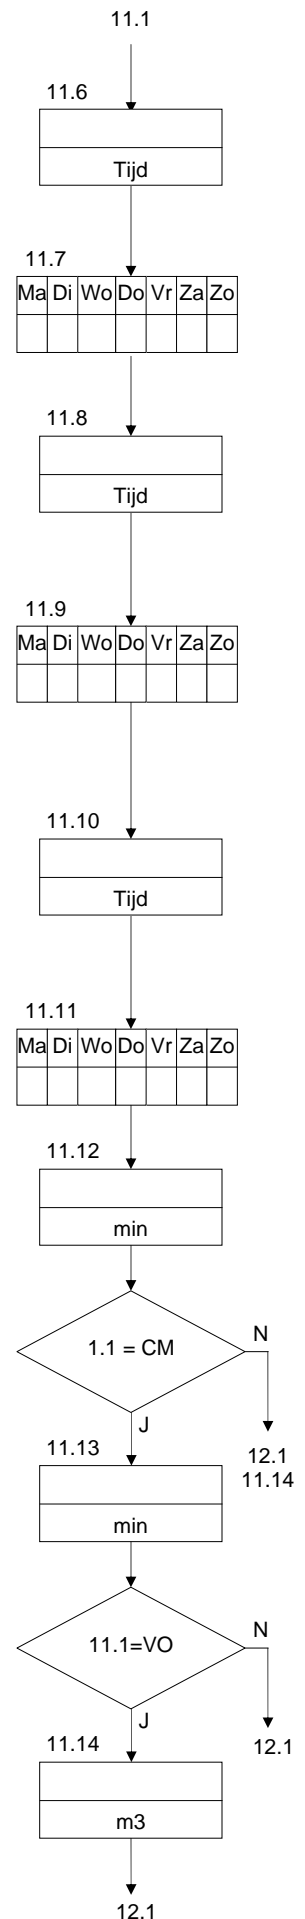 11.1
11.6
Tijd
11.7
Ma Di Wo Do Vr Za Zo
11.8
Tijd
11.9
Ma Di Wo Do Vr Za Zo
11.10
Tijd
11.11
Ma Di Wo Do Vr Za Zo
11.12
min
1.1 = CM
N
12.1
11.14
J
11.13
min
11.1=VO
N
12.1
J
11.14
m3
12.1